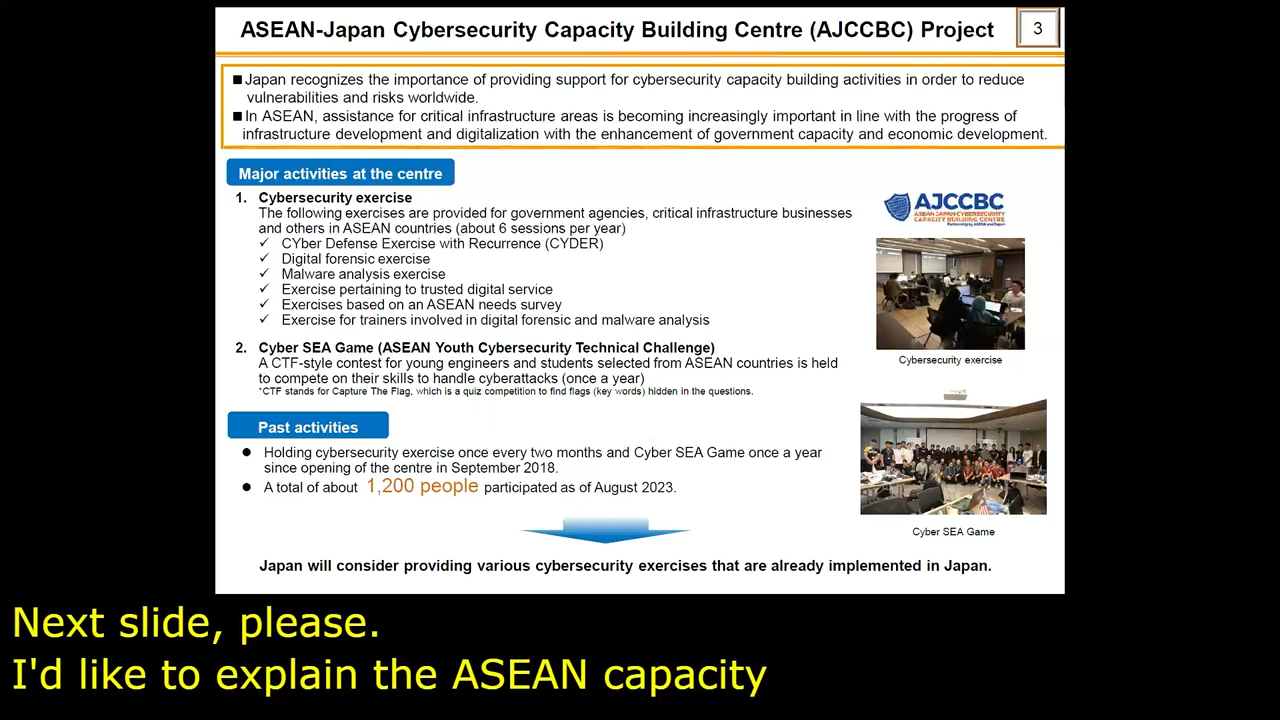 ASEAN-Japan Cybersecurity Capacity Building Centre (AJCCBC) Project
3
■ Japan recognizes the importance of providing support for cybersecurity capacity building activities in order to reduce
vulnerabilities and risks worldwide.
■ In ASEAN, assistance for critical infrastructure areas is becoming increasingly important in line with the progress of
infrastructure development and digitalization with the enhancement of government capacity and economic development.
Major activities at the centre
1. Cybersecurity exercise
The following exercises are provided for government agencies, critical infrastructure businesses
and others in ASEAN countries (about 6 sessions per year)
✓ CYber Defense Exercise with Recurrence (CYDER)
✓ Digital forensic exercise
✓ Malware analysis exercise
✓ Exercise pertaining to trusted digital service
✓ Exercises based on an ASEAN needs survey
✓ Exercise for trainers involved in digital forensic and malware analysis
AJCCBC
ASEAN JAPAN CYBERSECURITY
CAPACITY BUILDING CENTRE
Partnership by ASEAN and Japan
Cybersecurity exercise
2. Cyber SEA Game (ASEAN Youth Cybersecurity Technical Challenge)
A CTF-style contest for young engineers and students selected from ASEAN countries is held
to compete on their skills to handle cyberattacks (once a year)
*CTF stands for Capture The Flag, which is a quiz competition to find flags (key words) hidden in the questions.
Past activities
● Holding cybersecurity exercise once every two months and Cyber SEA Game once a year
since opening of the centre in September 2018.
● A total of about 1,200 people participated as of August 2023.
Cyber SEA Game
Japan will consider providing various cybersecurity exercises that are already implemented in Japan.
Next slide, please.
I'd like to explain the ASEAN capacity